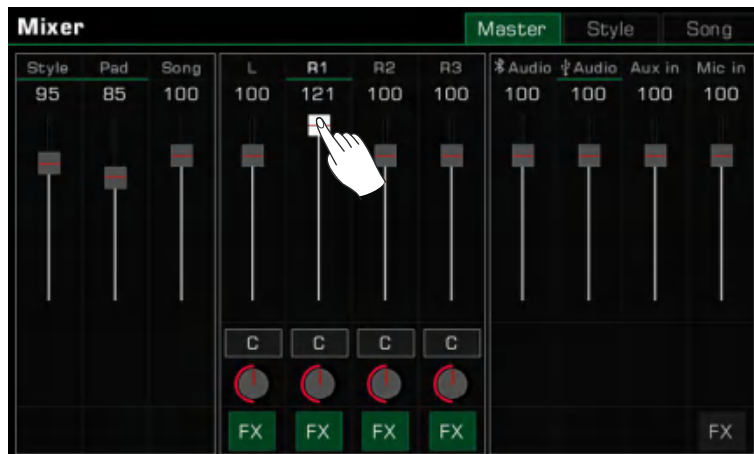 Mixer Master Style Song
Style Pad Song L R1 R2 R3 Audio Audio Aux in Mic in
95 85 100 100 121 100 100 100 100 100 100
C C C C
FX FX FX FX FX